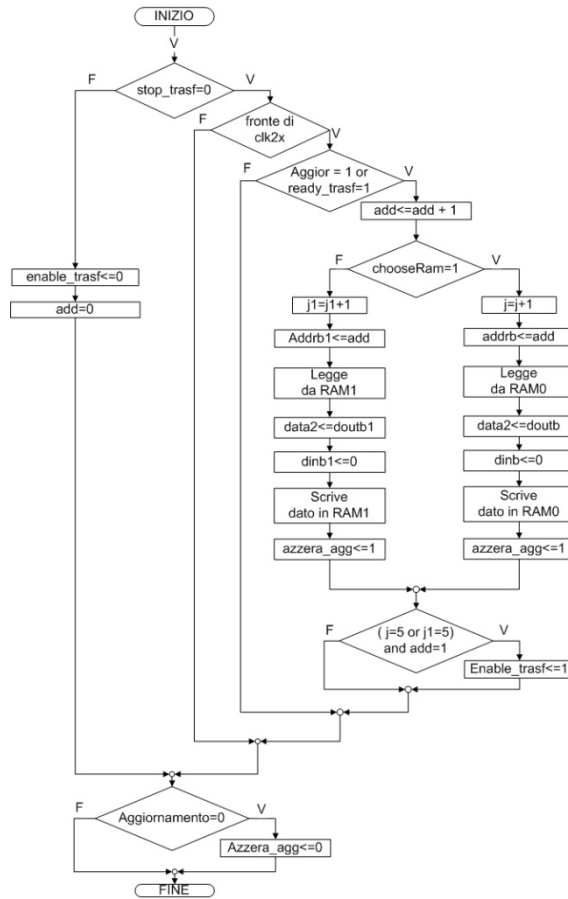 INIZIO
V
F
stop_trasf=0
V
F
fronte di
clk2x
V
F
Aggior = 1 or
ready_trasf=1
V
add<=add + 1
F
chooseRam=1
V
enable_trasf<=0
add=0
j1=j1+1
j=j+1
Addrb1<=add
addrb<=add
Legge
da RAM1
Legge
da RAM0
data2<=doutb1
data2<=doutb
dinb1<=0
dinb<=0
Scrive
dato in RAM1
Scrive
dato in RAM0
azzera_agg<=1
azzera_agg<=1
F
( j=5 or j1=5)
and add=1
V
Enable_trasf<=1
F
Aggiornamento=0
V
Azzera_agg<=0
FINE